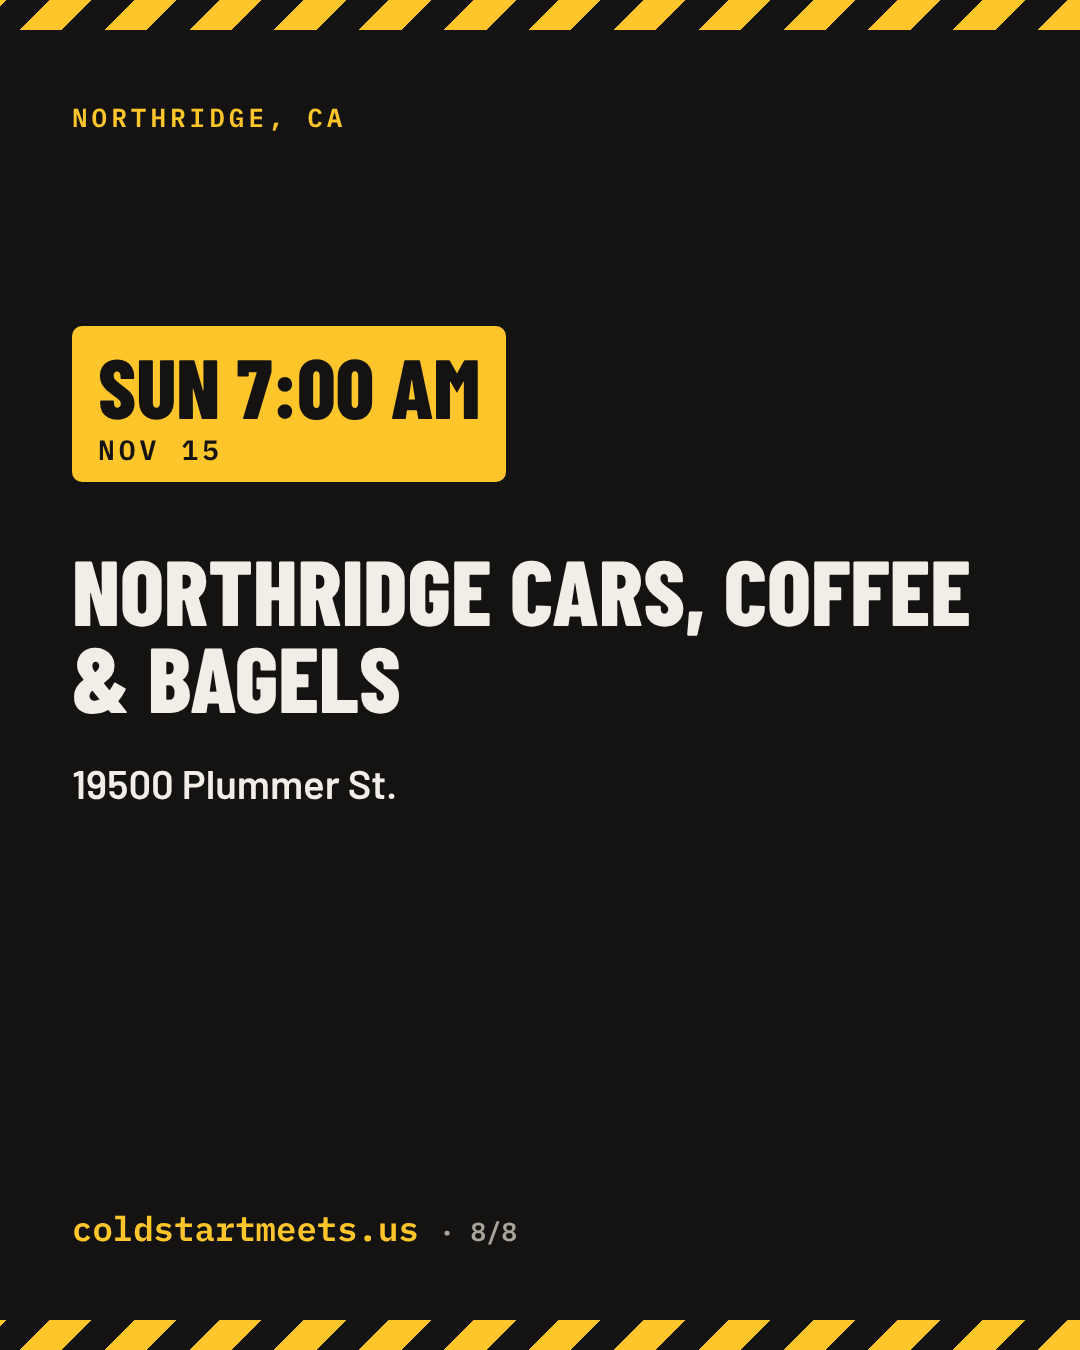 NORTHRIDGE, CA
SUN 7:00 AM
NOV 15
NORTHRIDGE CARS, COFFEE
& BAGELS
19500 Plummer St.
coldstartmeets.us · 8/8